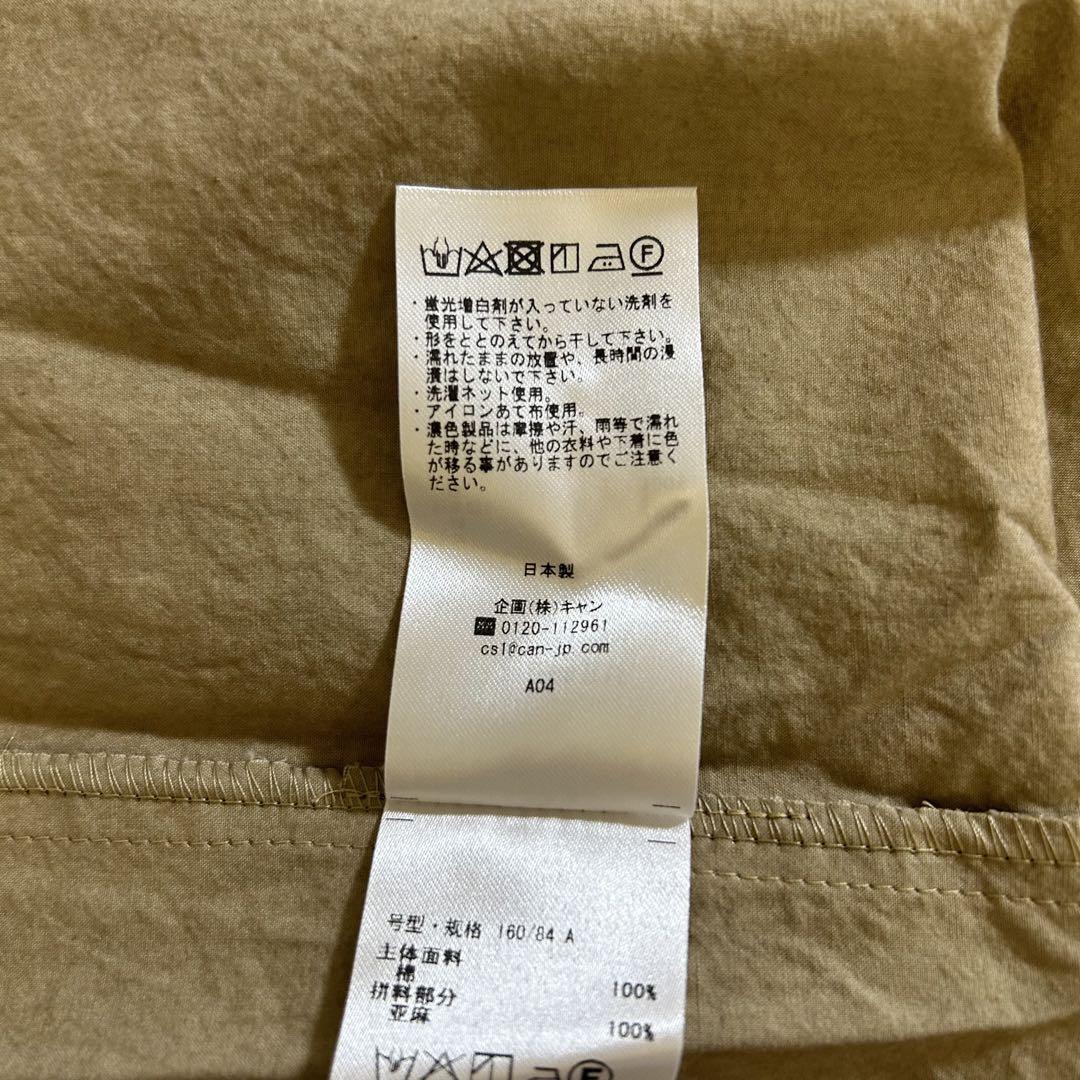 ・蛍光増白剤が入っていない洗剤を
使用して下さい。
・形をととのえてから干して下さい。
・濡れたままの放置や、長時間の浸
漬はしないで下さい。
・洗濯ネット使用。
・アイロンあて布使用。
・濃色製品は摩擦や汗、雨等で濡れ
た時などに、他の衣料や下着に色
が移る事がありますのでご注意く
ださい。
日本製
企画(株)キャン
0120-112961
cs1@can-jp.com
A04
号型・规格 160/84 A
主体面料
棉 100%
拼料部分
亚麻 100%